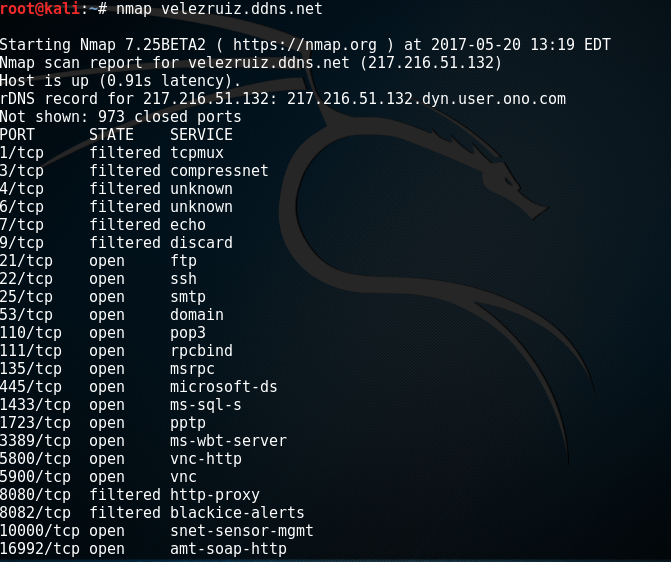 root@kali:~# nmap velezruiz.ddns.net
Starting Nmap 7.25BETA2 ( https://nmap.org ) at 2017-05-20 13:19 EDT
Nmap scan report for velezruiz.ddns.net (217.216.51.132)
Host is up (0.91s latency).
rDNS record for 217.216.51.132: 217.216.51.132.dyn.user.ono.com
Not shown: 973 closed ports
PORT      STATE    SERVICE
1/tcp     filtered tcpmux
3/tcp     filtered compressnet
4/tcp     filtered unknown
6/tcp     filtered unknown
7/tcp     filtered echo
9/tcp     filtered discard
21/tcp    open     ftp
22/tcp    open     ssh
25/tcp    open     smtp
53/tcp    open     domain
110/tcp   open     pop3
111/tcp   open     rpcbind
135/tcp   open     msrpc
445/tcp   open     microsoft-ds
1433/tcp  open     ms-sql-s
1723/tcp  open     pptp
3389/tcp  open     ms-wbt-server
5800/tcp  open     vnc-http
5900/tcp  open     vnc
8080/tcp  filtered http-proxy
8082/tcp  filtered blackice-alerts
10000/tcp open     snet-sensor-mgmt
16992/tcp open     amt-soap-http